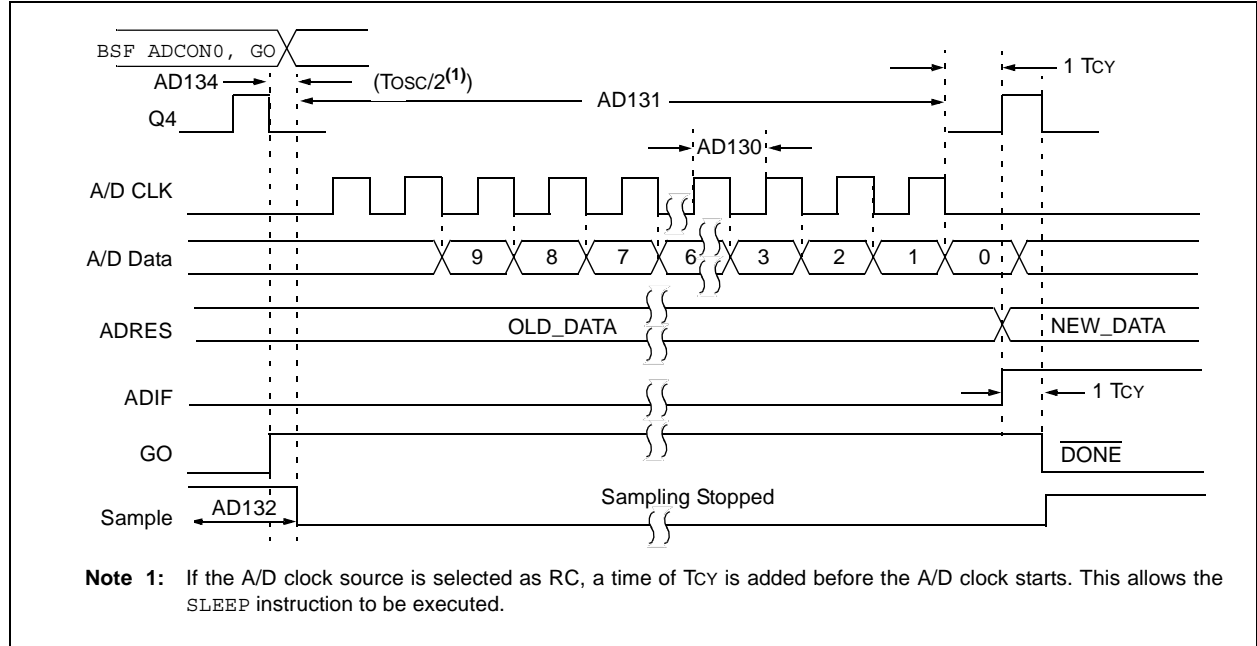 BSF ADCON0, GO
1 TCY
AD134
(TOSC/2(1))
AD131
Q4
AD130
A/D CLK
A/D Data
9 8 7 6 3 2 1 0
ADRES
OLD_DATA
NEW_DATA
ADIF
1 TCY
GO
DONE
Sampling Stopped
AD132
Sample
Note 1: If the A/D clock source is selected as RC, a time of TCY is added before the A/D clock starts. This allows the
SLEEP instruction to be executed.